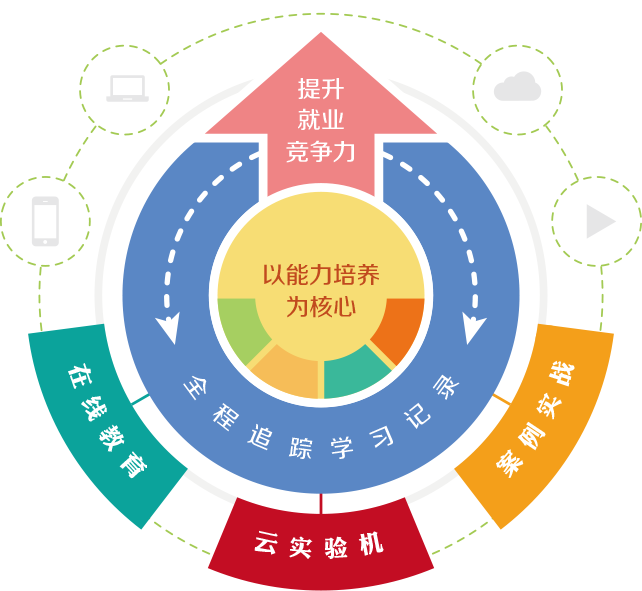 提升
就业
竞争力
以能力培养
为核心
全程追踪学习记录
在线教育
云实验机
案例实战